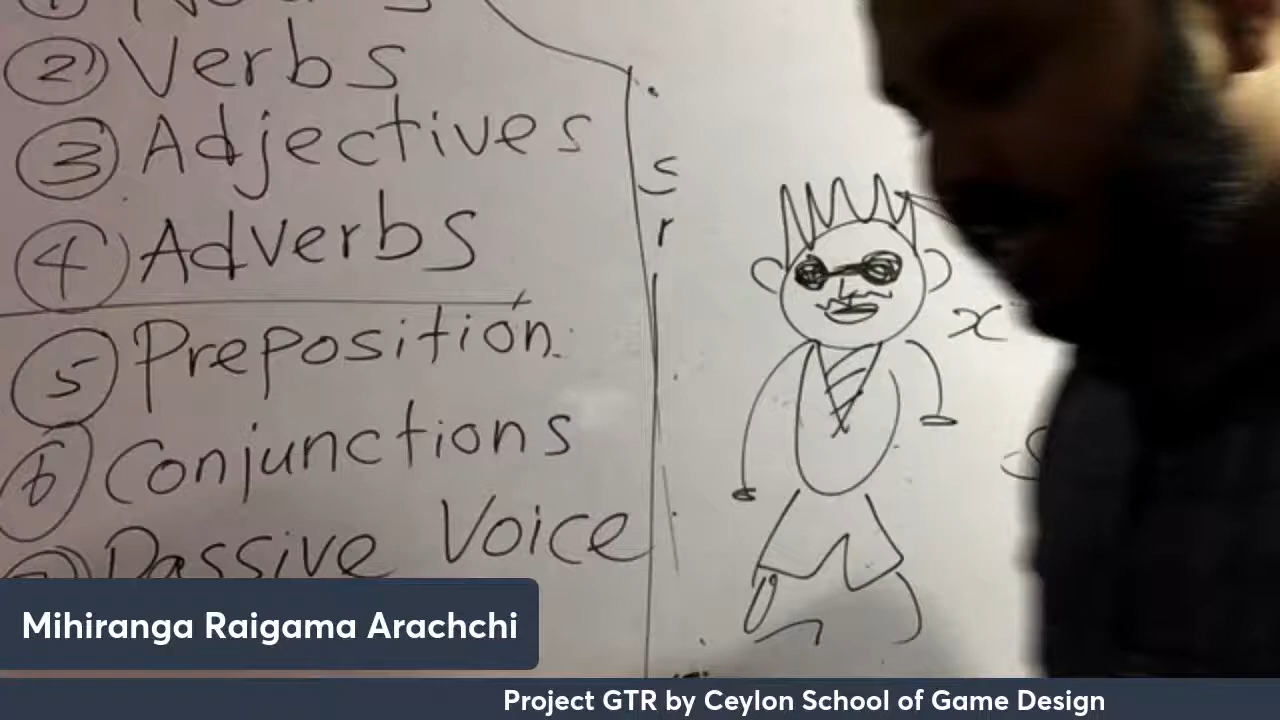 ② Verbs
③ Adjectives
④ Adverbs
⑤ Preposition
⑥ Conjunctions
Passive Voice
x
Mihiranga Raigama Arachchi
Project GTR by Ceylon School of Game Design